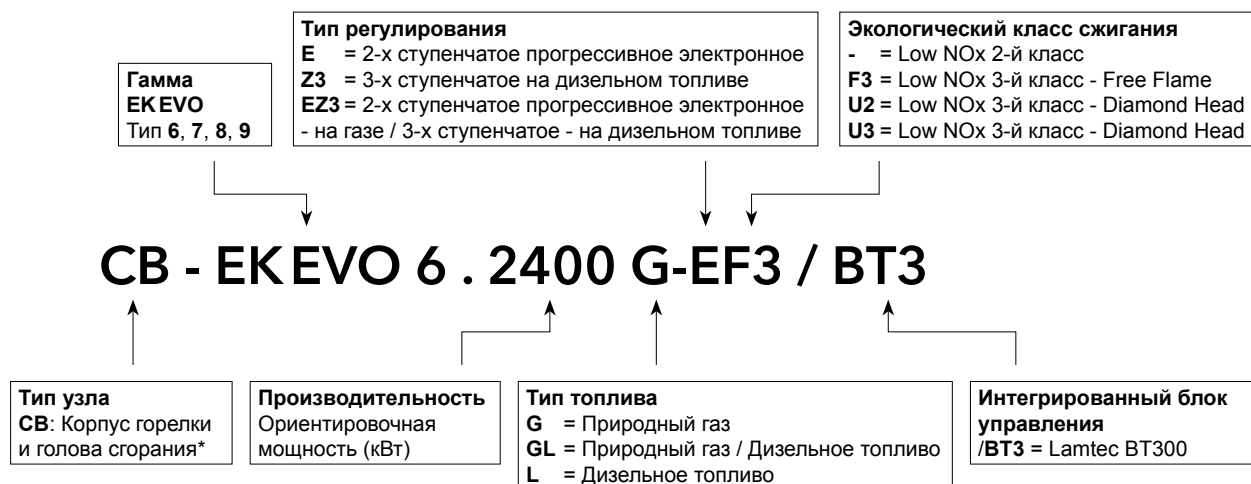 Гамма
EK EVO
Тип 6, 7, 8, 9
Тип регулирования
E = 2-х ступенчатое прогрессивное электронное
Z3 = 3-х ступенчатое на дизельном топливе
EZ3 = 2-х ступенчатое прогрессивное электронное
- на газе / 3-х ступенчатое - на дизельном топливе
Экологический класс сжигания
- = Low NOx 2-й класс
F3 = Low NOx 3-й класс - Free Flame
U2 = Low NOx 3-й класс - Diamond Head
U3 = Low NOx 3-й класс - Diamond Head
CB - EK EVO 6 . 2400 G-EF3 / BT3
Тип узла
CB: Корпус горелки
и голова сгорания*
Производительность
Ориентировочная
мощность (кВт)
Тип топлива
G = Природный газ
GL = Природный газ / Дизельное топливо
L = Дизельное топливо
Интегрированный блок
управления
/BT3 = Lamtec BT300